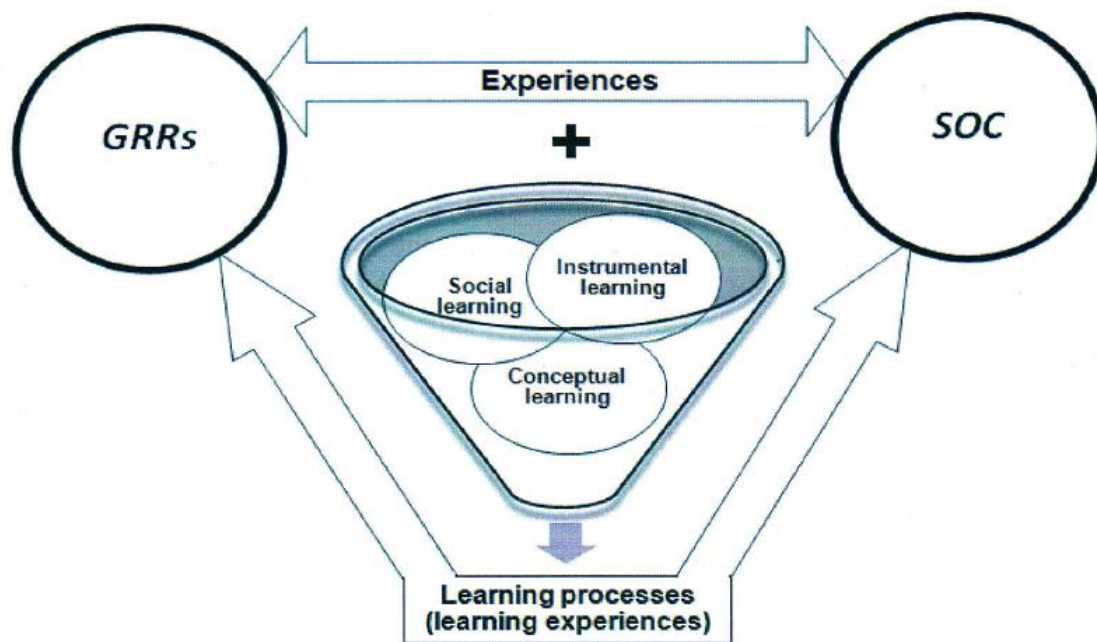 GRRs
Experiences
SOC
+
Social
learning
Instrumental
learning
Conceptual
learning
Learning processes
(learning experiences)